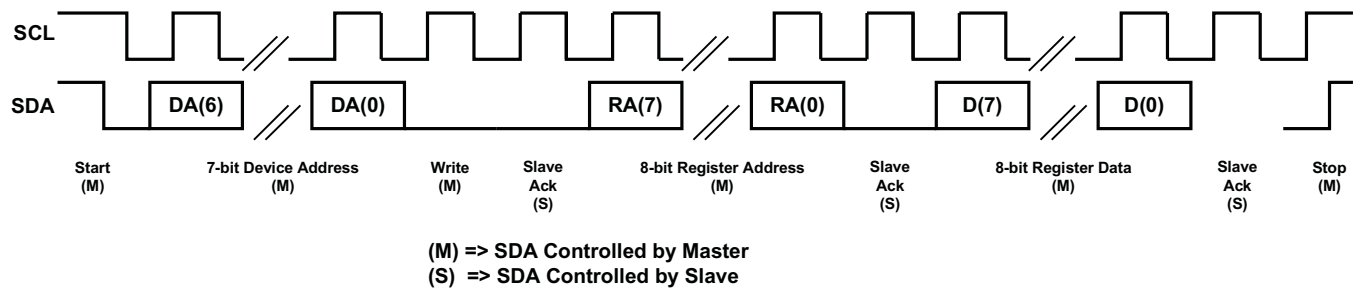 SCL
SDA
DA(6)
DA(0)
RA(7)
RA(0)
D(7)
D(0)
Start
(M)
7-bit Device Address
(M)
Write
(M)
Slave
Ack
(S)
8-bit Register Address
(M)
Slave
Ack
(S)
8-bit Register Data
(M)
Slave
Ack
(S)
Stop
(M)
(M) => SDA Controlled by Master
(S) => SDA Controlled by Slave